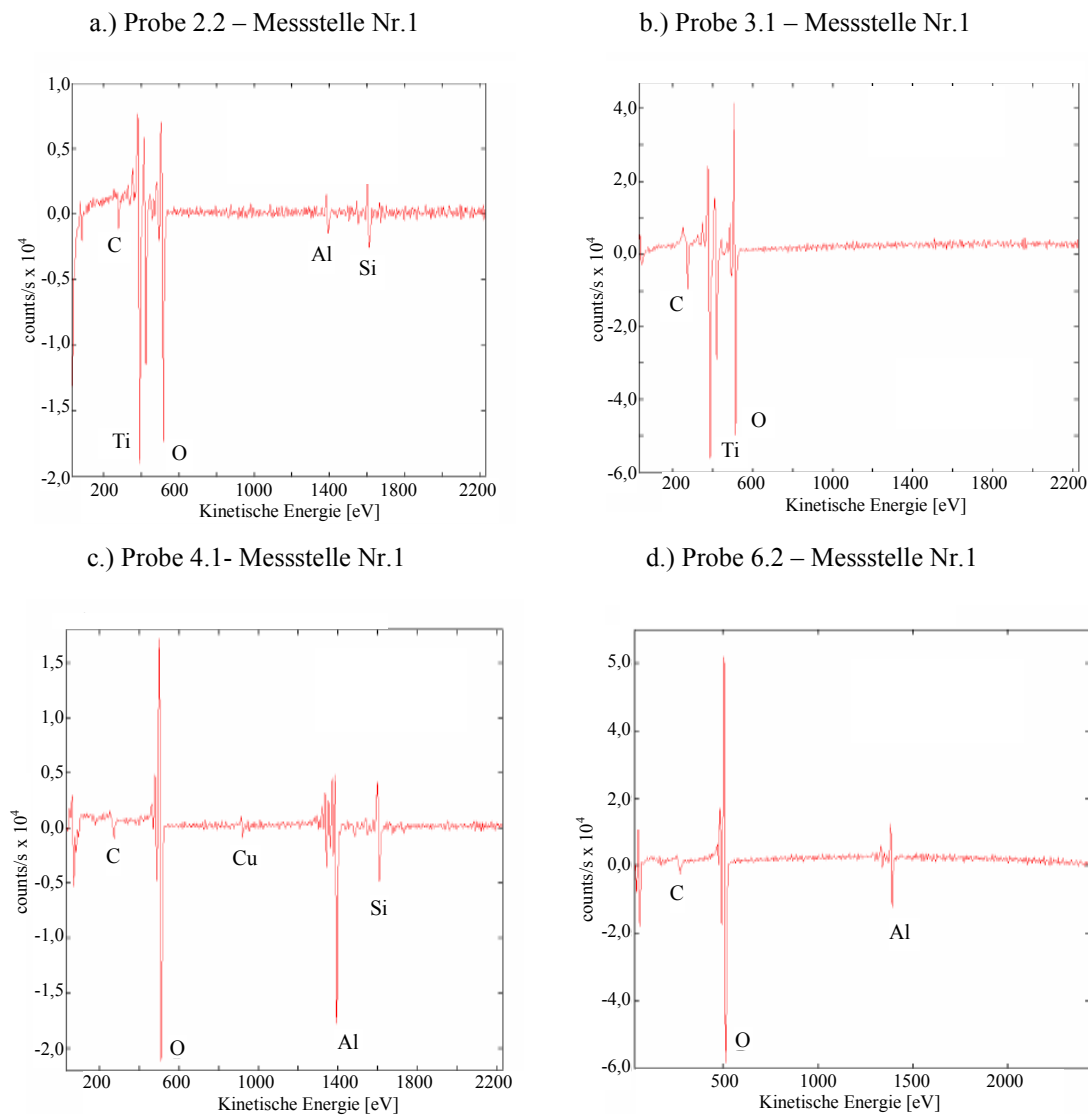 a.) Probe 2.2 – Messstelle Nr.1
1,0
0,5
0,0
-0,5
-1,0
-1,5
-2,0
counts/s x 10⁴
C
Al
Si
Ti
O
200 600 1000 1400 1800 2200
Kinetische Energie [eV]
b.) Probe 3.1 – Messstelle Nr.1
4,0
2,0
0,0
-2,0
-4,0
-6,0
counts/s x 10⁴
C
O
Ti
200 600 1000 1400 1800 2200
Kinetische Energie [eV]
c.) Probe 4.1- Messstelle Nr.1
1,5
1,0
0,5
0,0
-0,5
-1,0
-1,5
-2,0
counts/s x 10⁴
C
Cu
Si
O
Al
200 600 1000 1400 1800 2200
Kinetische Energie [eV]
d.) Probe 6.2 – Messstelle Nr.1
5,0
4,0
2,0
0,0
-2,0
-4,0
-6,0
counts/s x 10⁴
C
Al
O
500 1000 1500 2000
Kinetische Energie [eV]